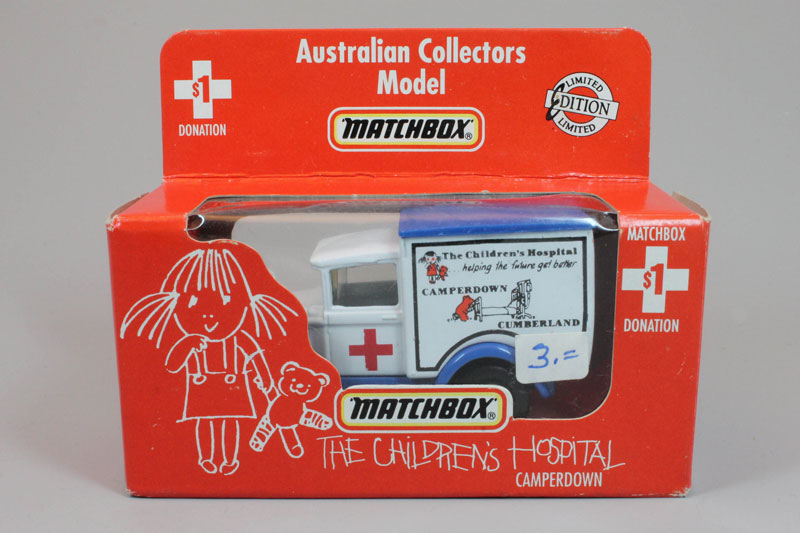 Australian Collectors
Model
MATCHBOX®
$1
DONATION
LIMITED
EDITION
LIMITED
MATCHBOX
$1
DONATION
The Children's Hospital
...helping the future get better
CAMPERDOWN
CUMBERLAND
3.=
MATCHBOX®
THE CHILDREN'S HOSPITAL
CAMPERDOWN